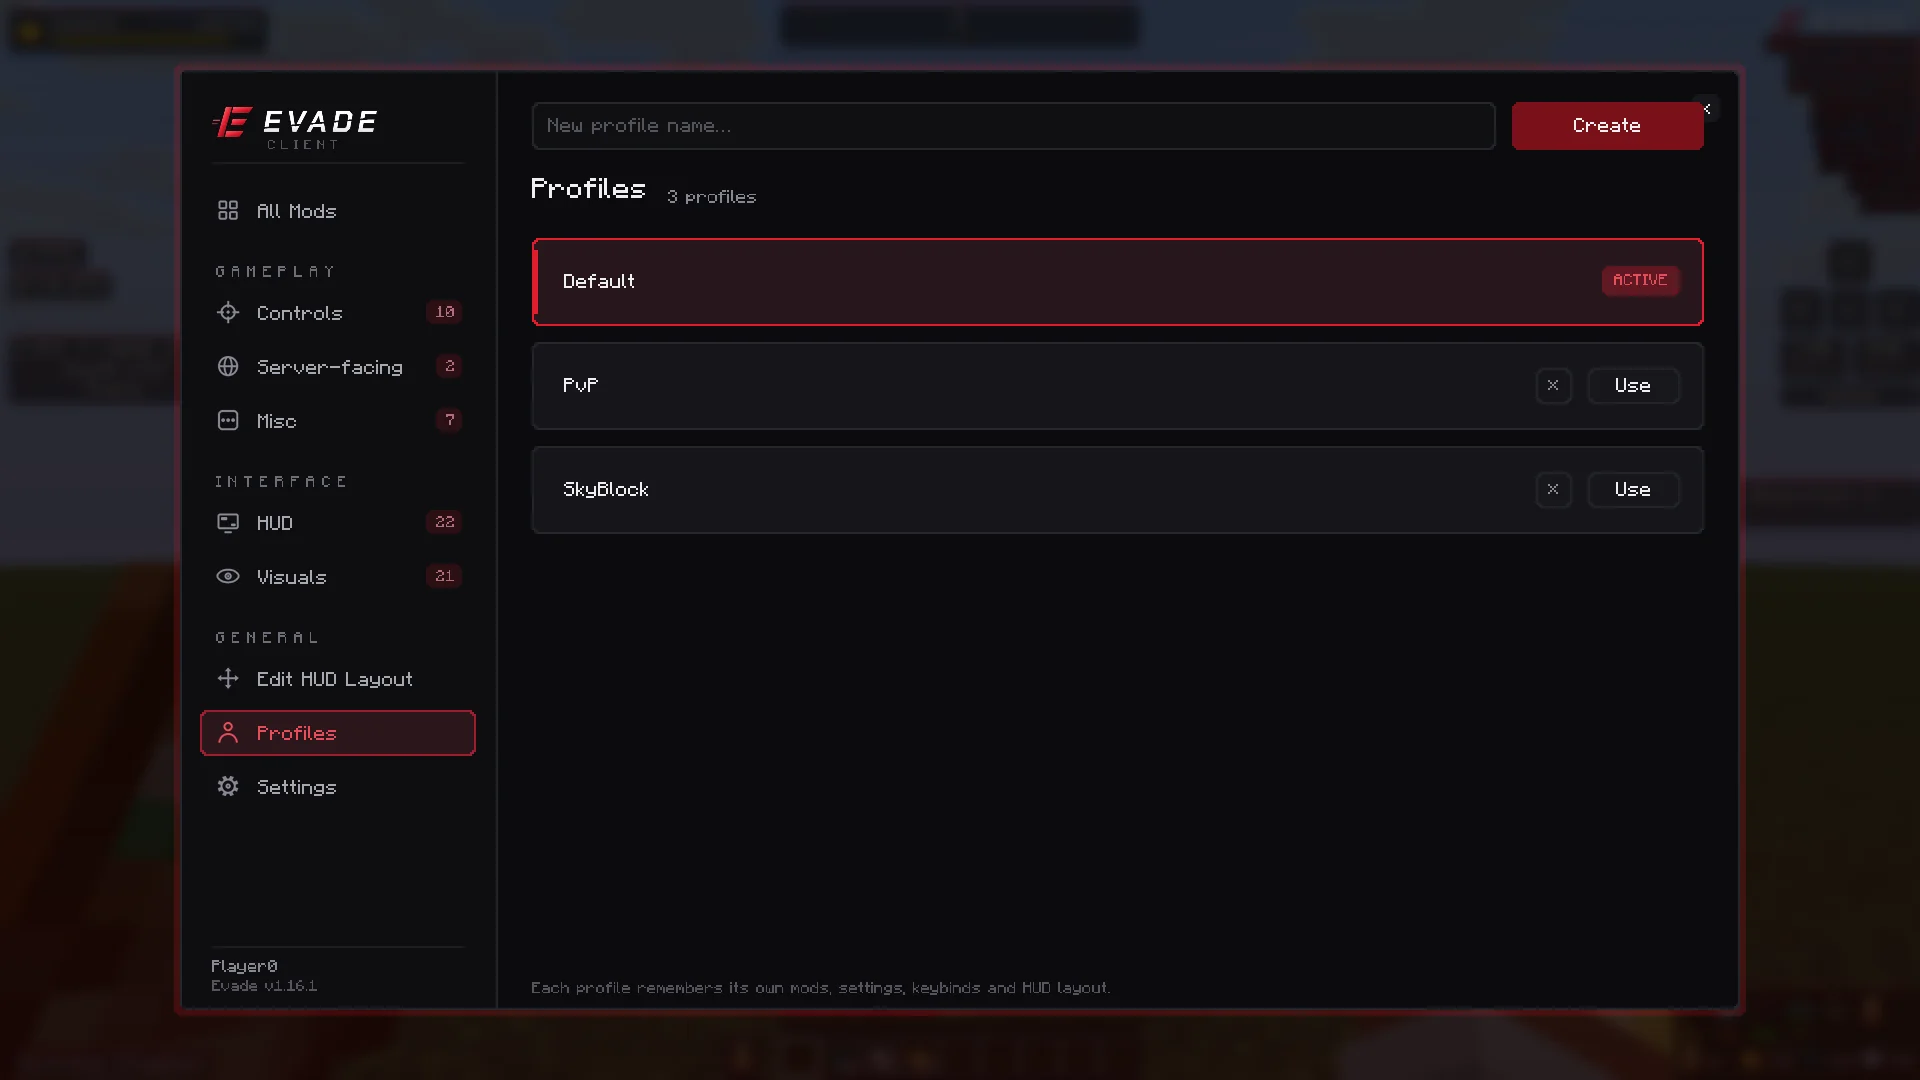 EVADE
CLIENT
All Mods
GAMEPLAY
Controls 10
Server-facing 2
Misc 7
INTERFACE
HUD 22
Visuals 21
GENERAL
Edit HUD Layout
Profiles
Settings
Player0
Evade v1.16.1
New profile name...
Create
Profiles 3 profiles
Default ACTIVE
PvP × Use
SkyBlock × Use
Each profile remembers its own mods, settings, keybinds and HUD layout.